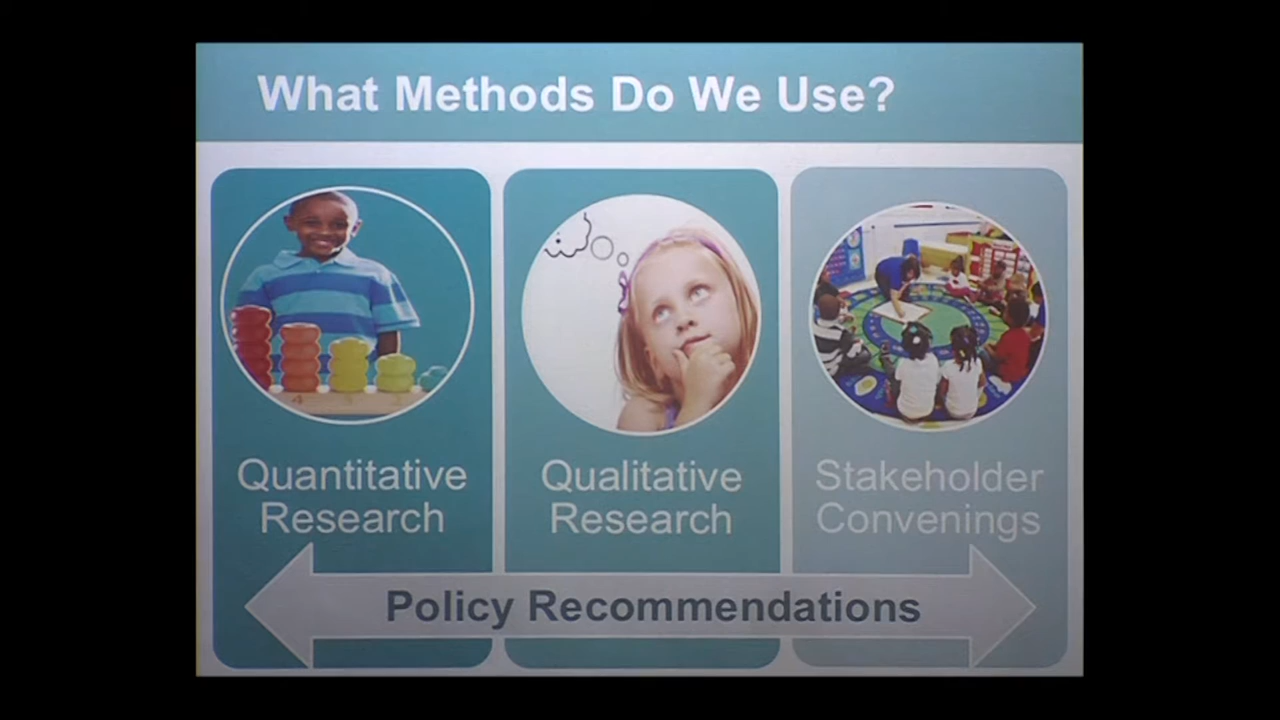 What Methods Do We Use?
Quantitative
Research
Qualitative
Research
Stakeholder
Convenings
Policy Recommendations